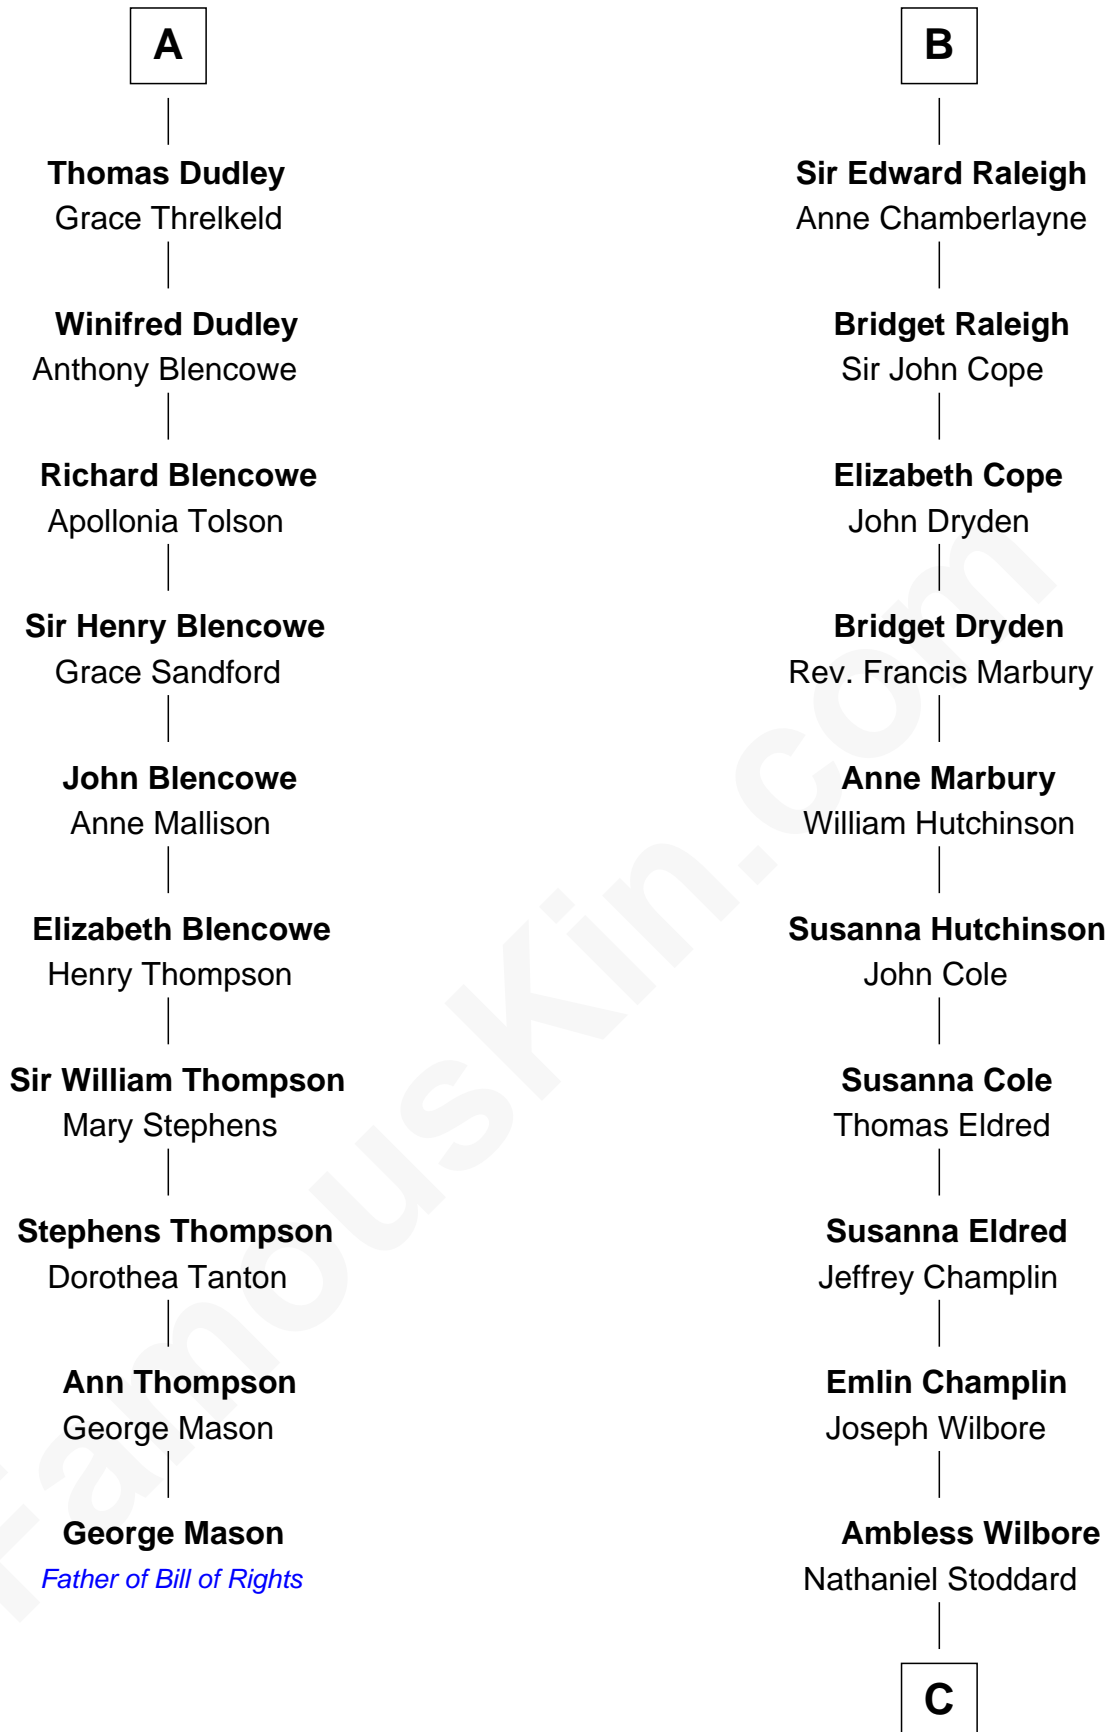 A
Thomas Dudley
Grace Threlkeld
Winifred Dudley
Anthony Blencowe
Richard Blencowe
Apollonia Tolson
Sir Henry Blencowe
Grace Sandford
John Blencowe
Anne Mallison
Elizabeth Blencowe
Henry Thompson
Sir William Thompson
Mary Stephens
Stephens Thompson
Dorothea Tanton
Ann Thompson
George Mason
George Mason
Father of Bill of Rights
B
Sir Edward Raleigh
Anne Chamberlayne
Bridget Raleigh
Sir John Cope
Elizabeth Cope
John Dryden
Bridget Dryden
Rev. Francis Marbury
Anne Marbury
William Hutchinson
Susanna Hutchinson
John Cole
Susanna Cole
Thomas Eldred
Susanna Eldred
Jeffrey Champlin
Emlin Champlin
Joseph Wilbore
Ambless Wilbore
Nathaniel Stoddard
C
FamousKin.com